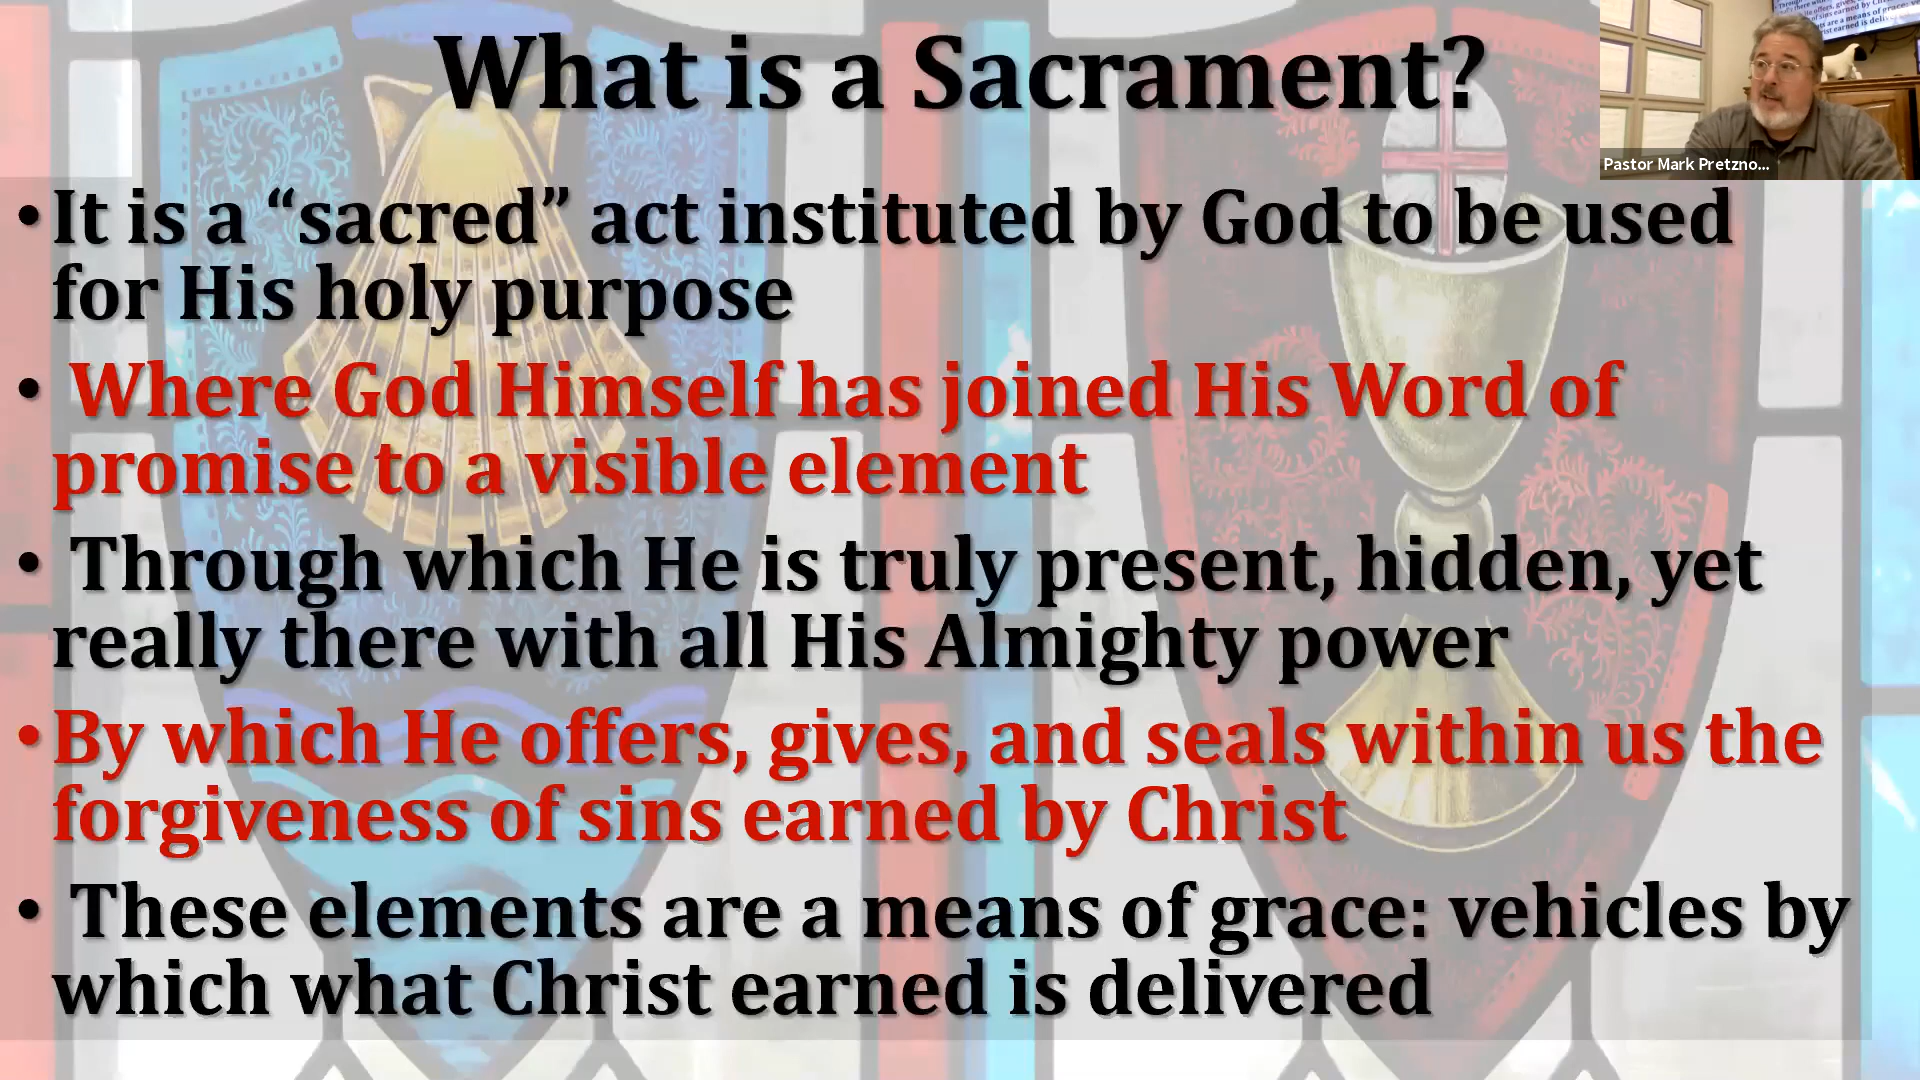 What is a Sacrament?
Pastor Mark Pretzno...
•It is a “sacred” act instituted by God to be used
for His holy purpose
• Where God Himself has joined His Word of
promise to a visible element
• Through which He is truly present, hidden, yet
really there with all His Almighty power
•By which He offers, gives, and seals within us the
forgiveness of sins earned by Christ
• These elements are a means of grace: vehicles by
which what Christ earned is delivered